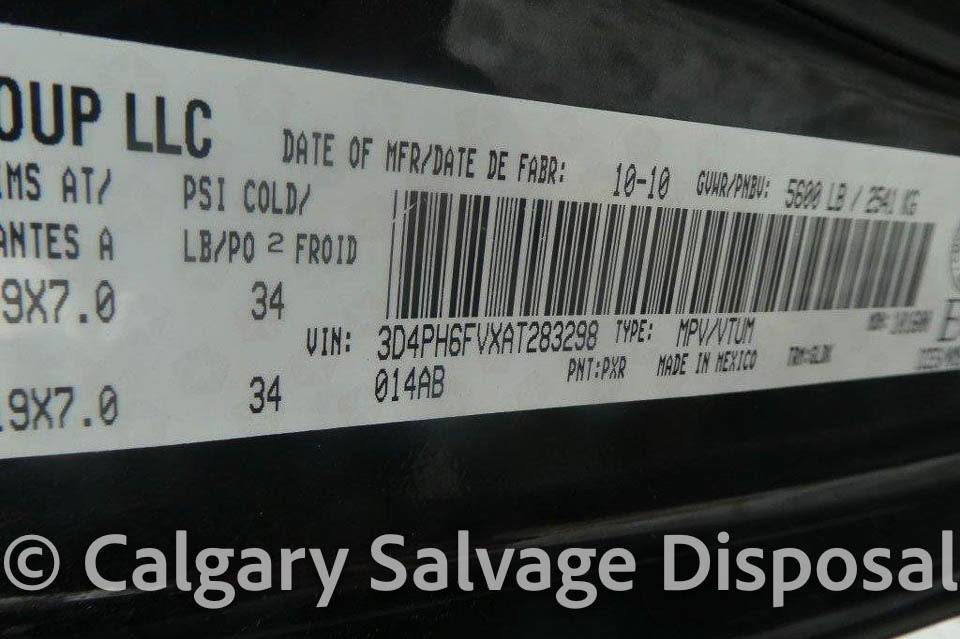 OUP LLC
DATE OF MFR/DATE DE FABR: 10-10 GVWR/PNBV: 5600 LB / 2541 KG
IMS AT/ PSI COLD/
ANTES A LB/PO 2 FROID
9X7.0 34
VIN: 3D4PH6FVXAT283298 TYPE: MPV/VTUM
19X7.0 34 014AB PNT:PXR MADE IN MEXICO
© Calgary Salvage Disposal